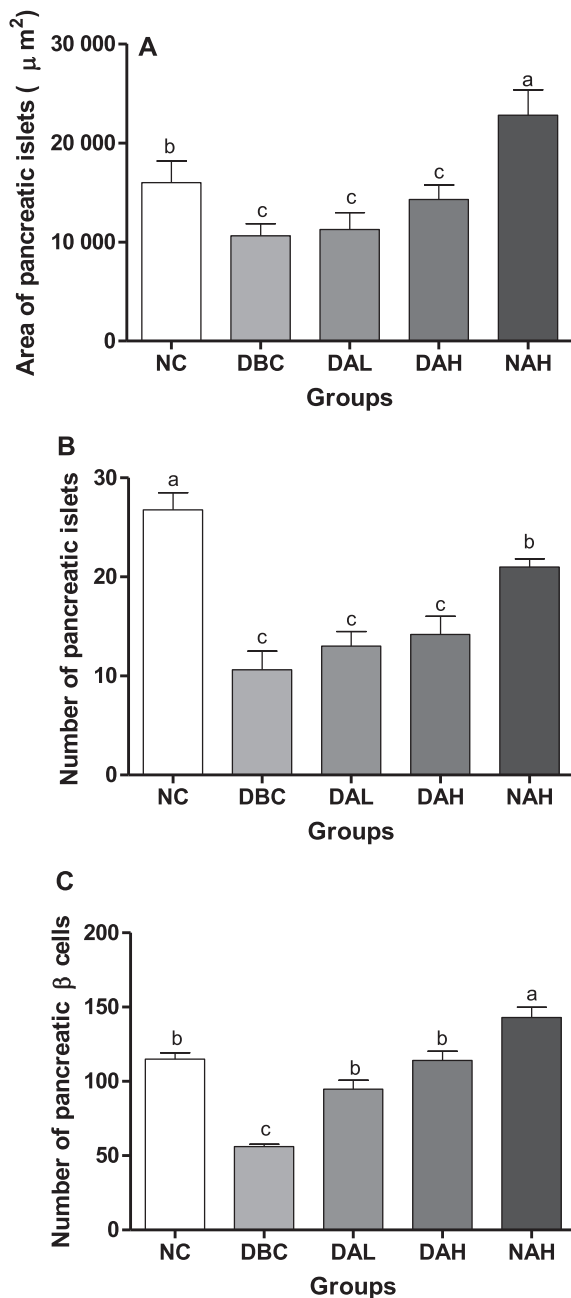 A
Area of pancreatic islets ( μm²)
30 000
20 000
10 000
0
b
c
c
c
a
NC DBC DAL DAH NAH
Groups
B
Number of pancreatic islets
30
20
10
0
a
c
c
c
b
NC DBC DAL DAH NAH
Groups
C
Number of pancreatic β cells
200
150
100
50
0
b
c
b
b
a
NC DBC DAL DAH NAH
Groups